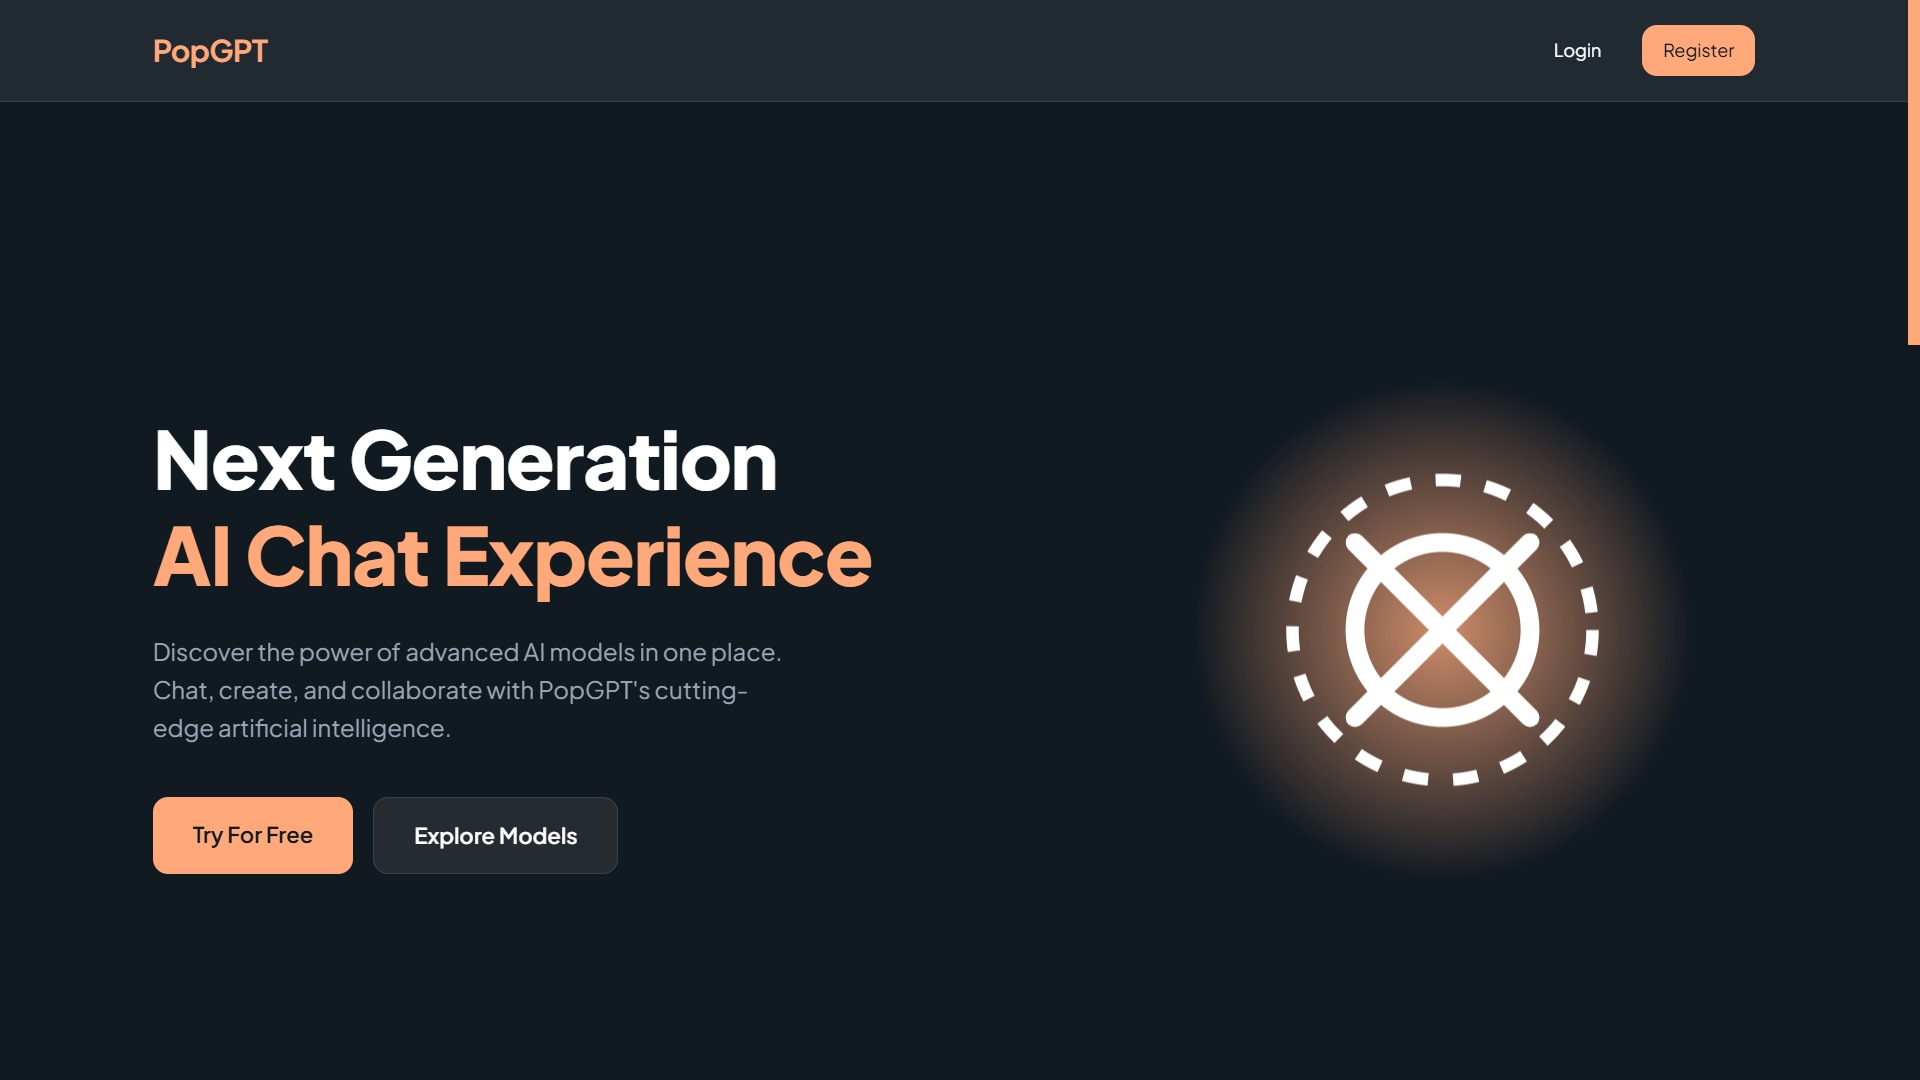 PopGPT
Login
Register
Next Generation
AI Chat Experience
Discover the power of advanced AI models in one place.
Chat, create, and collaborate with PopGPT's cutting-
edge artificial intelligence.
Try For Free
Explore Models